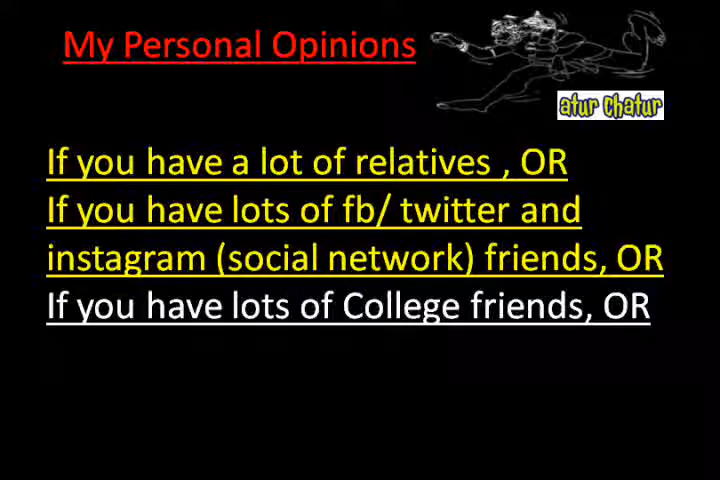 My Personal Opinions
atur chatur
If you have a lot of relatives , OR
If you have lots of fb/ twitter and
instagram (social network) friends, OR
If you have lots of College friends, OR